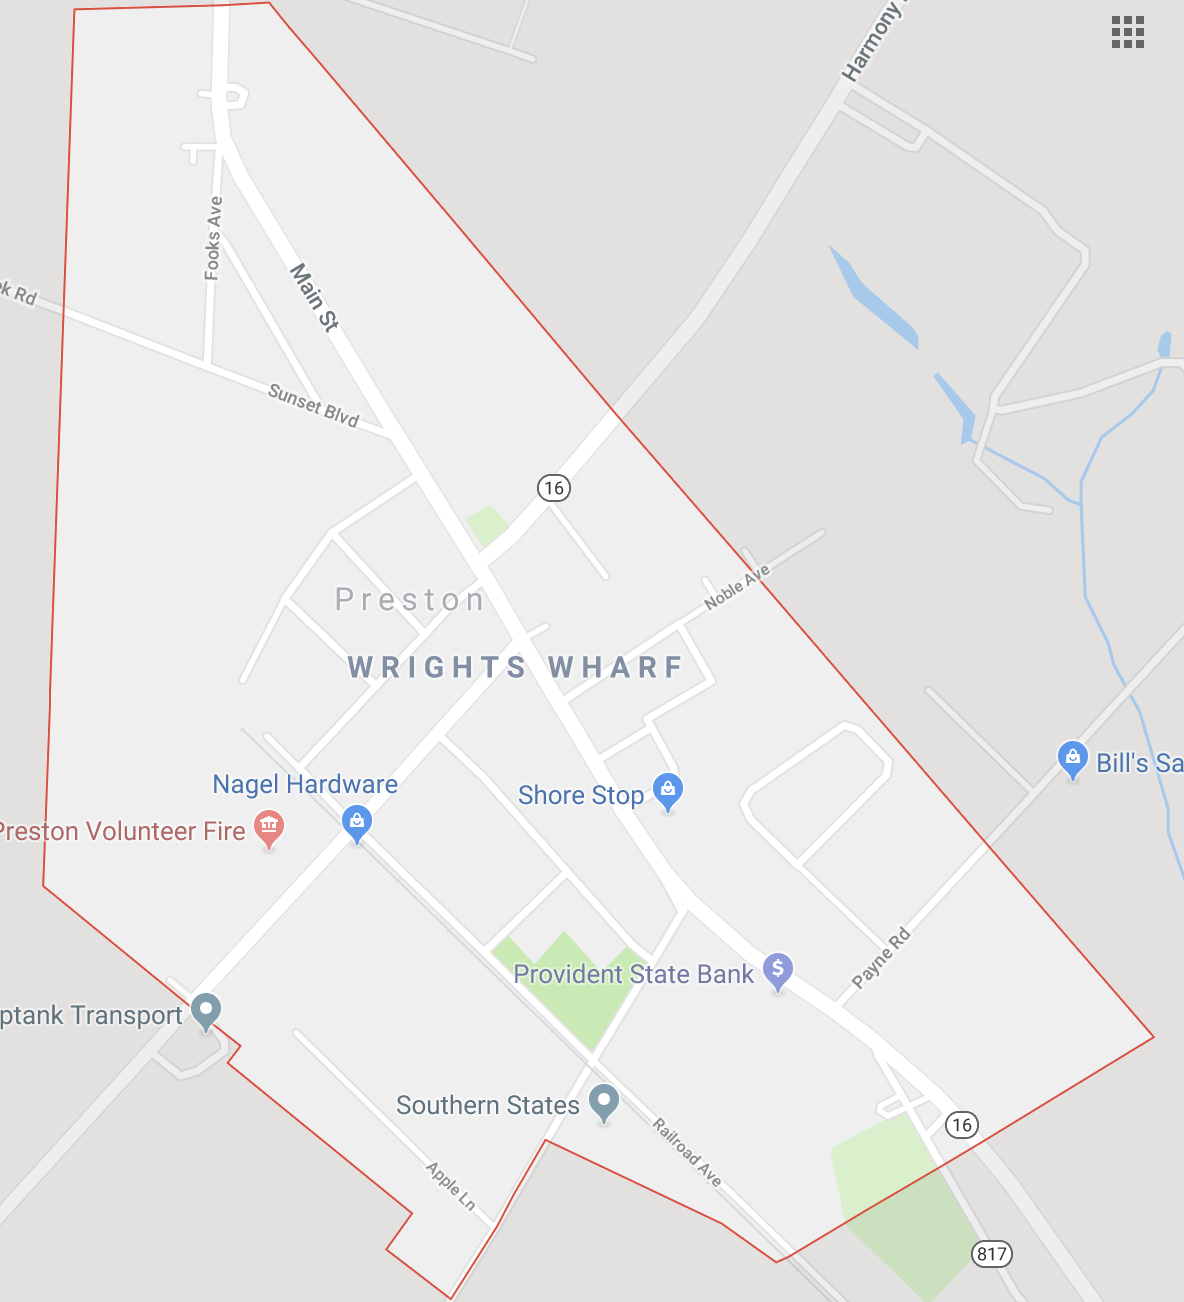 Harmony
Fooks Ave
Main St
ek Rd
Sunset Blvd
16
Noble Ave
Preston
WRIGHTS WHARF
Nagel Hardware
Shore Stop
Bill's Sa
Preston Volunteer Fire
Payne Rd
Provident State Bank
$
ptank Transport
Southern States
16
Railroad Ave
Apple Ln
817